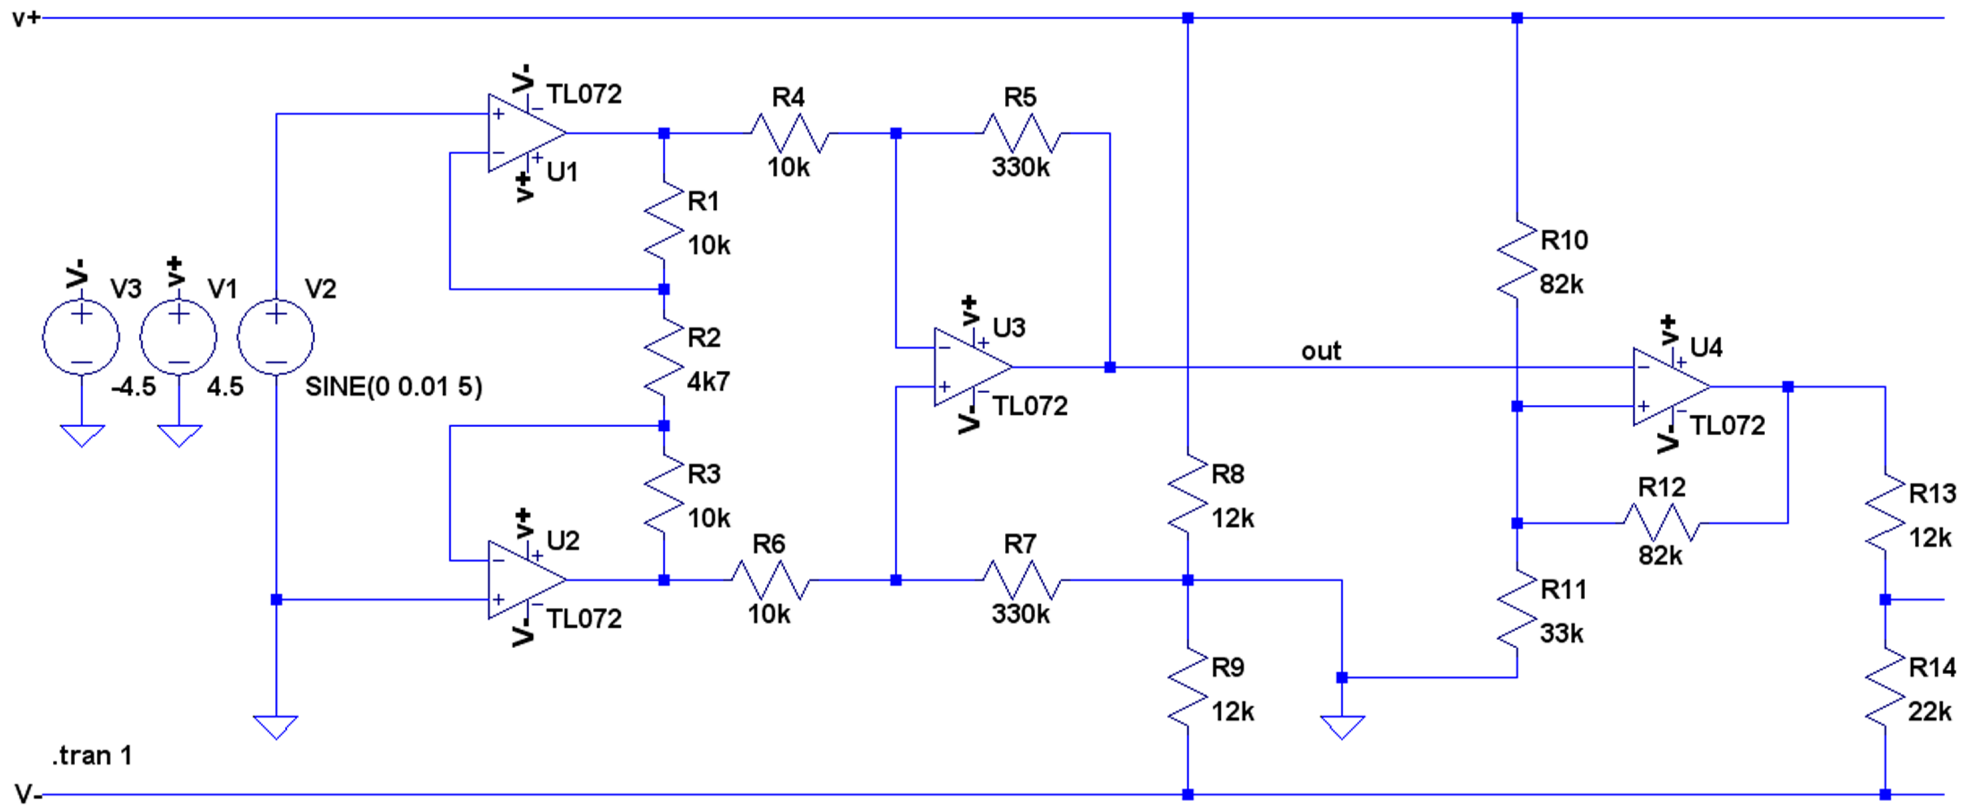 v+
V-
TL072
U1
v+
R4
10k
R5
330k
R1
10k
V-
V3
-4.5
v+
V1
4.5
V2
SINE(0 0.01 5)
R2
4k7
R3
10k
v+
U2
TL072
V-
R6
10k
R7
330k
v+
U3
TL072
V-
out
R8
12k
R9
12k
R10
82k
v+
U4
TL072
V-
R12
82k
R11
33k
R13
12k
R14
22k
.tran 1
V-